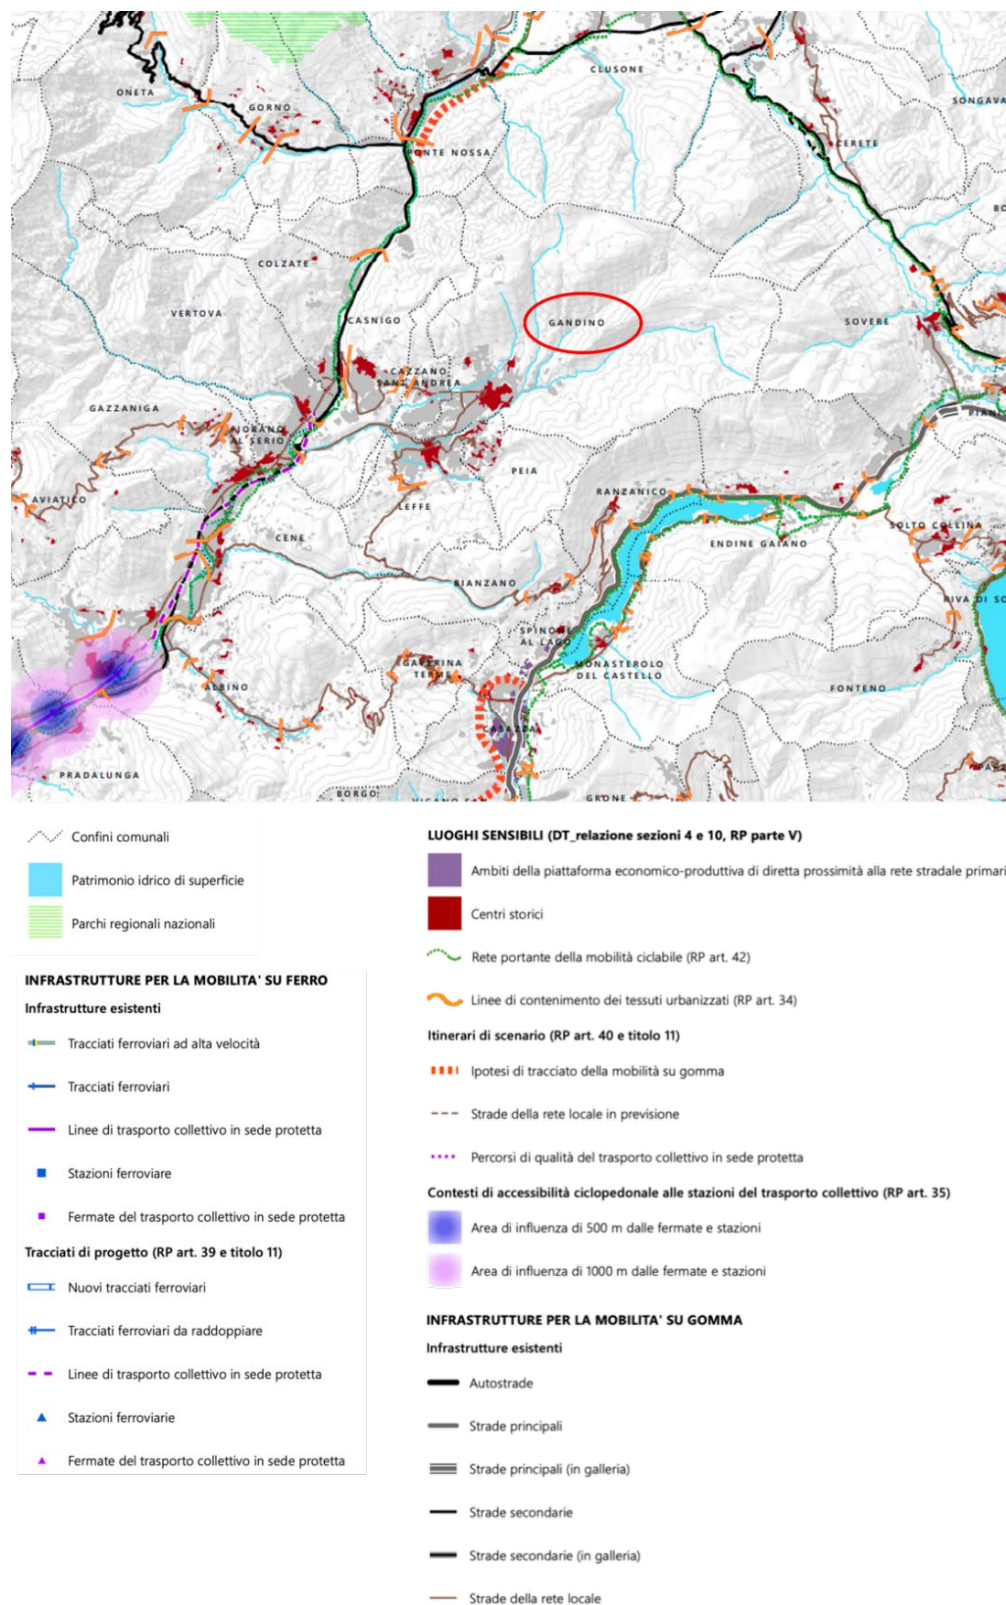 CLUSONE
ONETA
SONGAVA
GORNO
CERETE
PONTE NOSSA
COLZATE
VERTOVA
CASNIGO
GANDINO
SOVERE
CAZZANO
SANT'ANDREA
GAZZANIGA
FIORANO
AL SERIO
PIANI
PEIA
AVIATICO
LEFFE
RANZANICO
SOLTO COLLINA
CENE
ENDINE GAIANO
BIANZANO
RIVA DI SO
SPINONE
AL LAGO
GAVERINA
TERME
MONASTEROLO
DEL CASTELLO
ALBINO
FONTENO
CASAZZA
PRADALUNGA
BORGO
GRONE
Confini comunali
Patrimonio idrico di superficie
Parchi regionali nazionali
INFRASTRUTTURE PER LA MOBILITA' SU FERRO
Infrastrutture esistenti
Tracciati ferroviari ad alta velocità
Tracciati ferroviari
Linee di trasporto collettivo in sede protetta
Stazioni ferroviare
Fermate del trasporto collettivo in sede protetta
Tracciati di progetto (RP art. 39 e titolo 11)
Nuovi tracciati ferroviari
Tracciati ferroviari da raddoppiare
Linee di trasporto collettivo in sede protetta
Stazioni ferroviarie
Fermate del trasporto collettivo in sede protetta
LUOGHI SENSIBILI (DT_relazione sezioni 4 e 10, RP parte V)
Ambiti della piattaforma economico-produttiva di diretta prossimità alla rete stradale primari
Centri storici
Rete portante della mobilità ciclabile (RP art. 42)
Linee di contenimento dei tessuti urbanizzati (RP art. 34)
Itinerari di scenario (RP art. 40 e titolo 11)
Ipotesi di tracciato della mobilità su gomma
Strade della rete locale in previsione
Percorsi di qualità del trasporto collettivo in sede protetta
Contesti di accessibilità ciclopedonale alle stazioni del trasporto collettivo (RP art. 35)
Area di influenza di 500 m dalle fermate e stazioni
Area di influenza di 1000 m dalle fermate e stazioni
INFRASTRUTTURE PER LA MOBILITA' SU GOMMA
Infrastrutture esistenti
Autostrade
Strade principali
Strade principali (in galleria)
Strade secondarie
Strade secondarie (in galleria)
Strade della rete locale